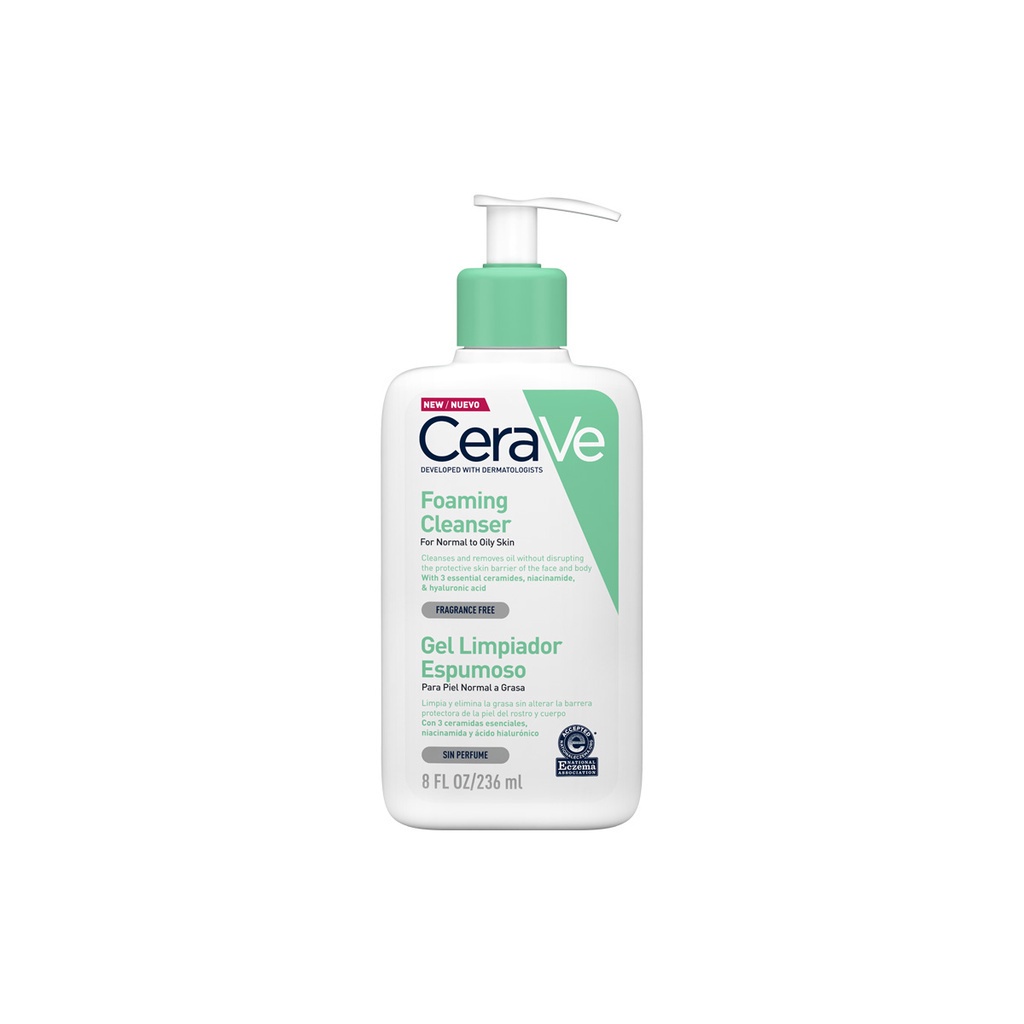 NEW / NUEVO
CeraVe
DEVELOPED WITH DERMATOLOGISTS
Foaming
Cleanser
For Normal to Oily Skin
Cleanses and removes oil without disrupting
the protective skin barrier of the face and body
With 3 essential ceramides, niacinamide,
& hyaluronic acid
FRAGRANCE FREE
Gel Limpiador
Espumoso
Para Piel Normal a Grasa
Limpia y elimina la grasa sin alterar la barrera
protectora de la piel del rostro y cuerpo
Con 3 ceramidas esenciales,
niacinamida y ácido hialurónico
SIN PERFUME
ACCEPTED
e
NATIONALECZEMA.ORG
NATIONAL
Eczema
ASSOCIATION
8 FL OZ/236 ml